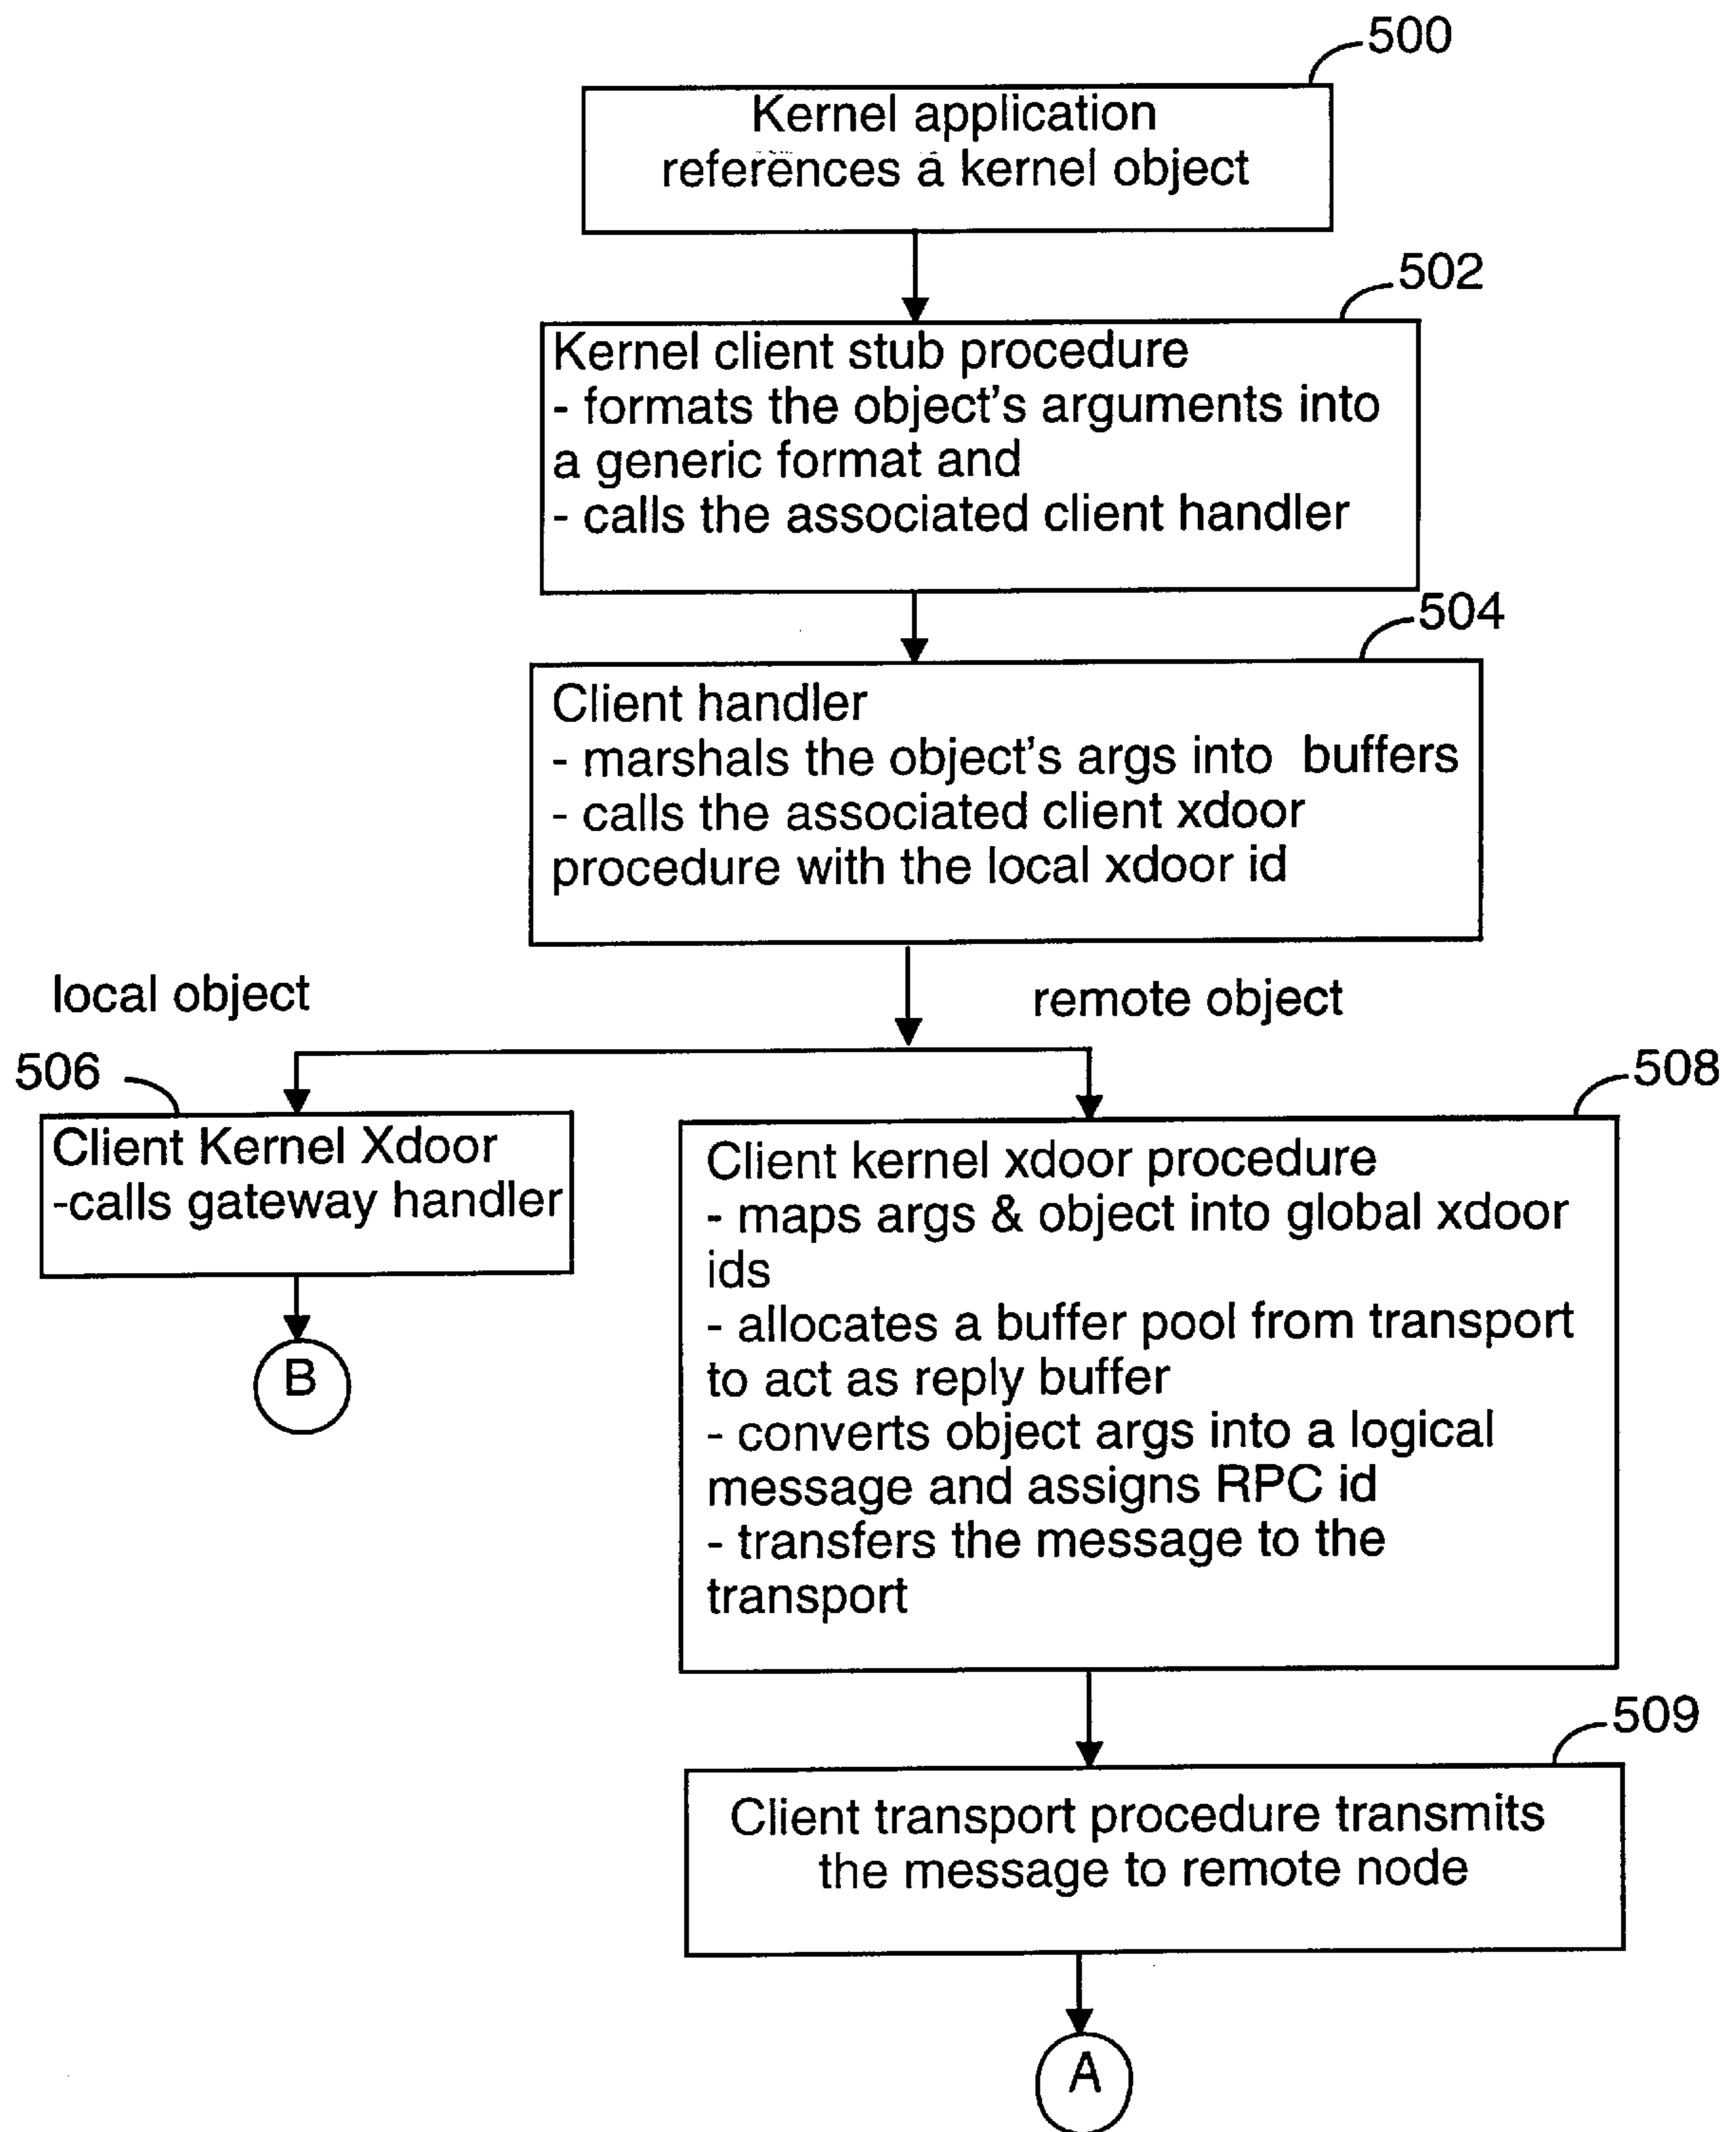 500
Kernel application
references a kernel object
502
Kernel client stub procedure
- formats the object's arguments into
a generic format and
- calls the associated client handler
504
Client handler
- marshals the object's args into buffers
- calls the associated client xdoor
procedure with the local xdoor id
local object
remote object
506
508
Client Kernel Xdoor
-calls gateway handler
B
Client kernel xdoor procedure
- maps args & object into global xdoor
ids
- allocates a buffer pool from transport
to act as reply buffer
- converts object args into a logical
message and assigns RPC id
- transfers the message to the
transport
509
Client transport procedure transmits
the message to remote node
A